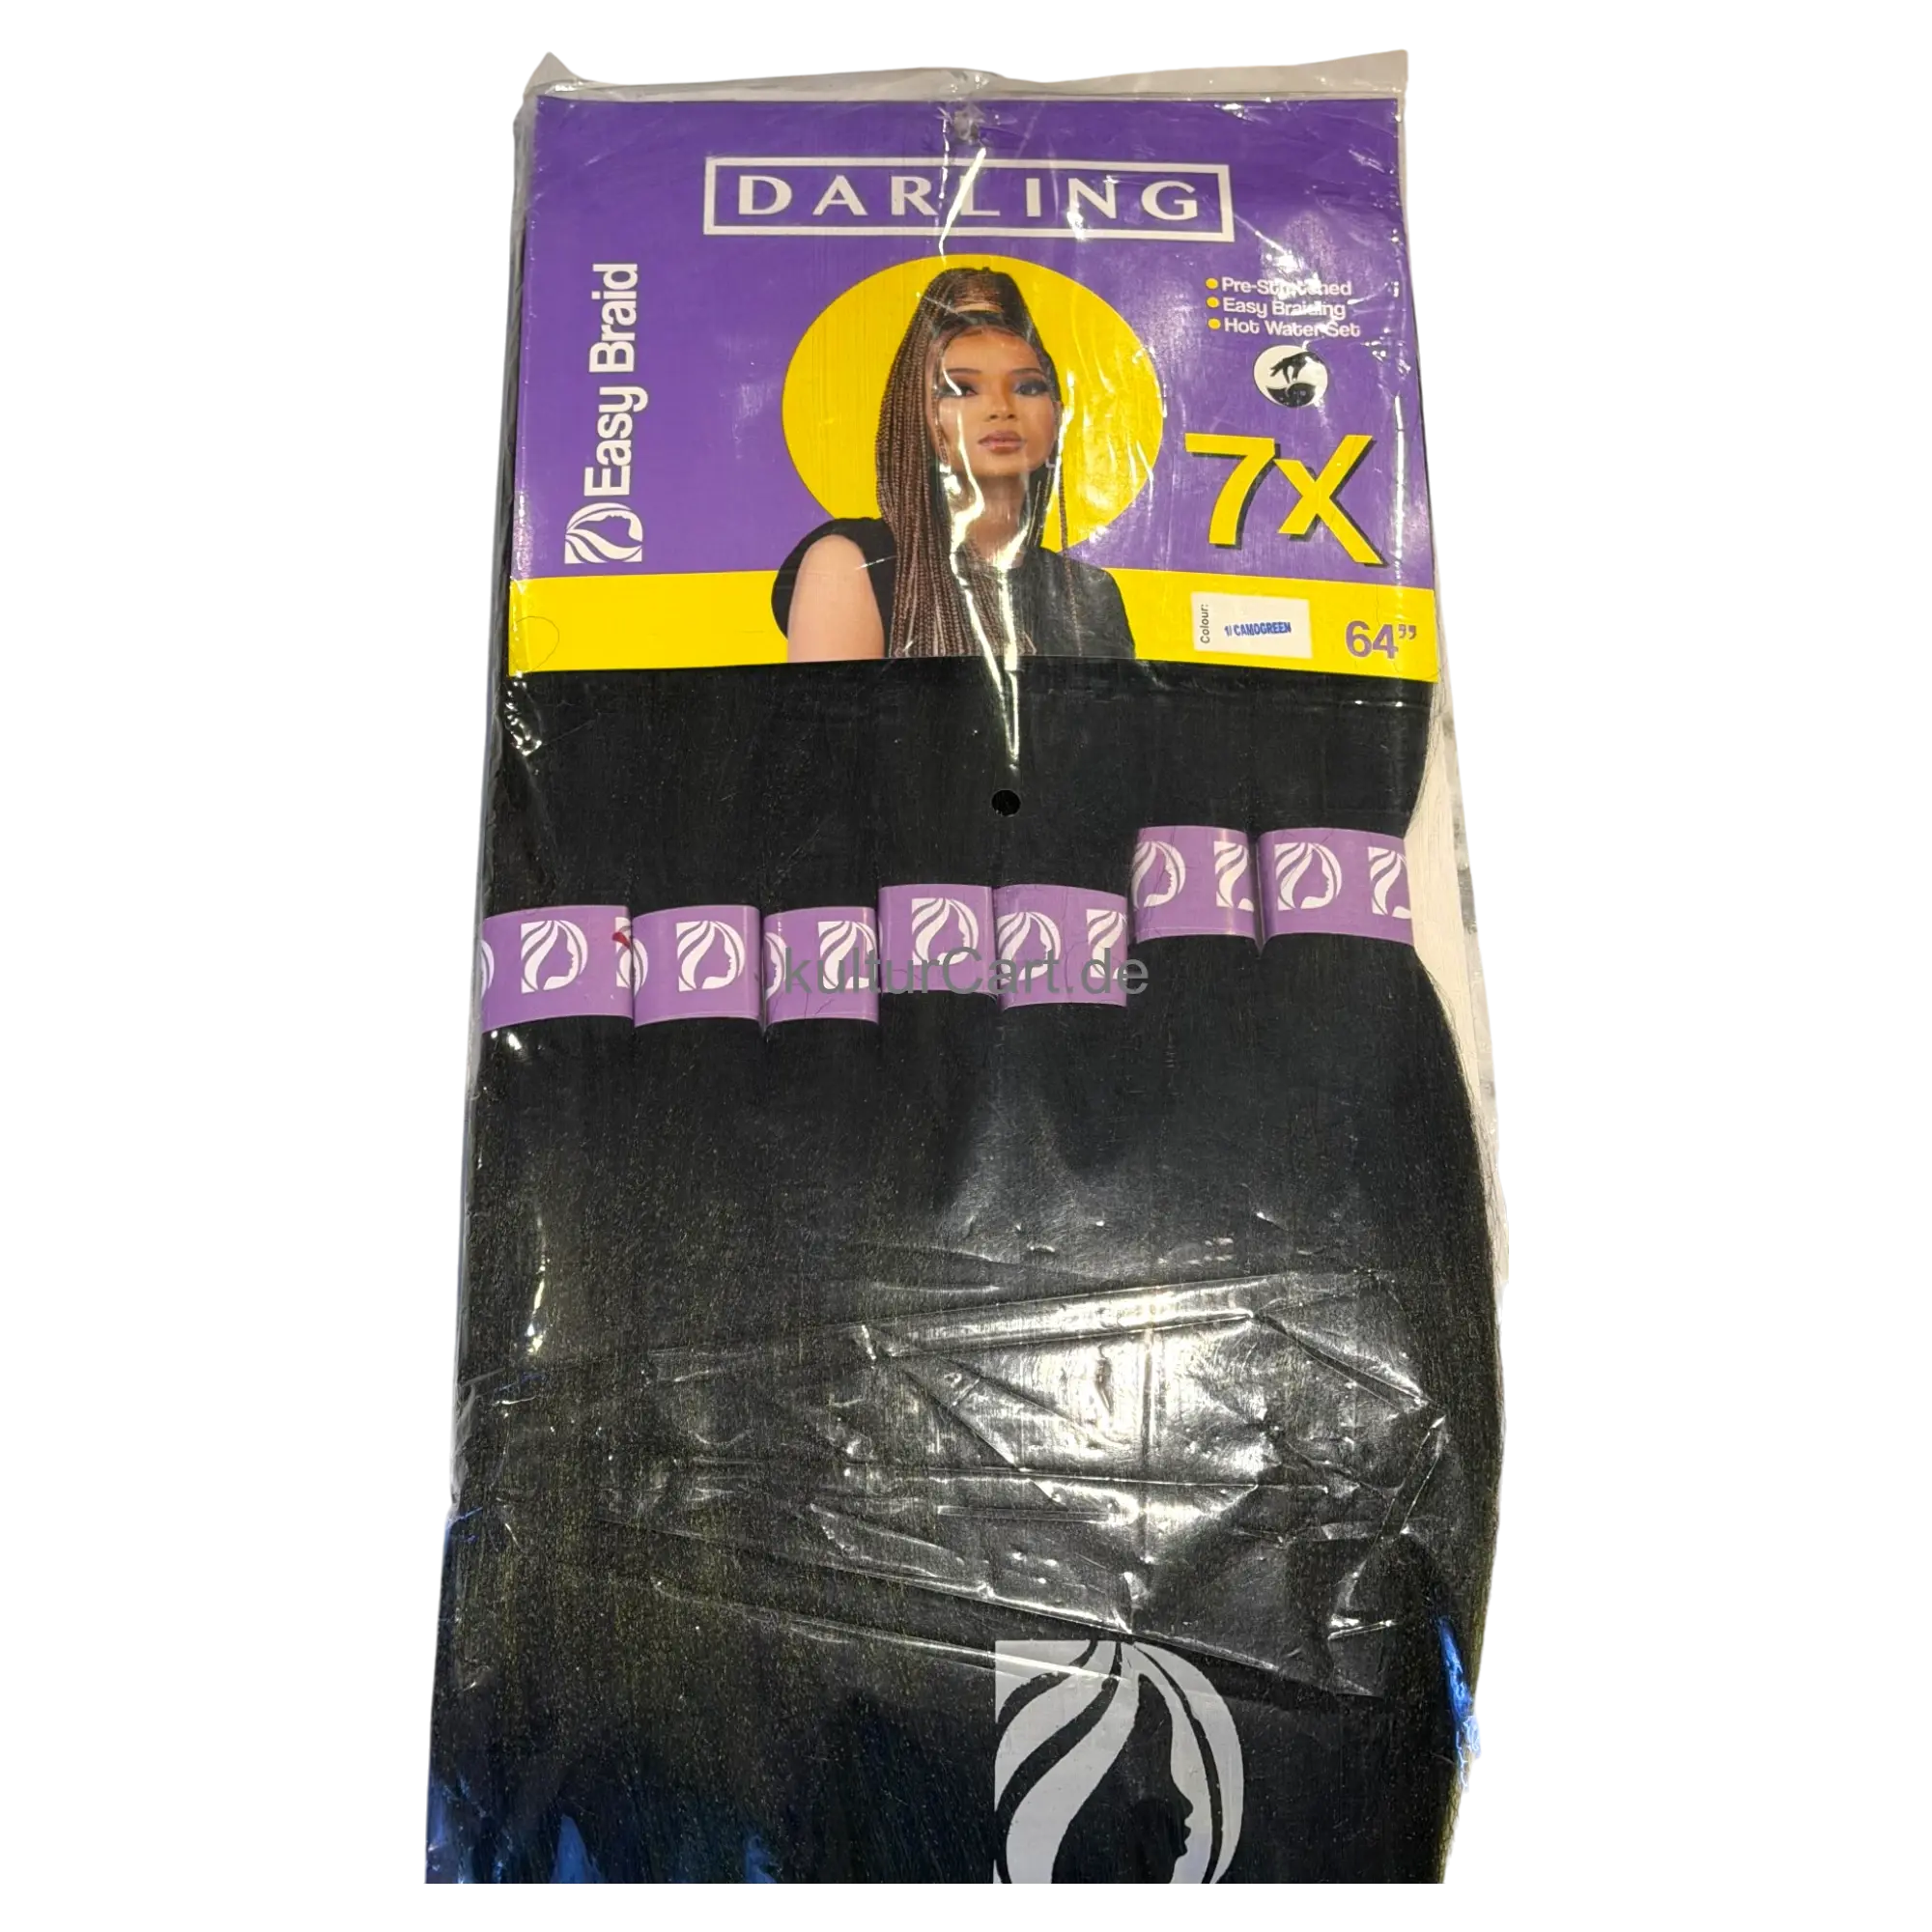 DARLING
Easy Braid
Pre-Stretched
Easy Braiding
Hot Water Set
7x
Colour:
1/ CAMOGREEN
64”
kulturCart.de